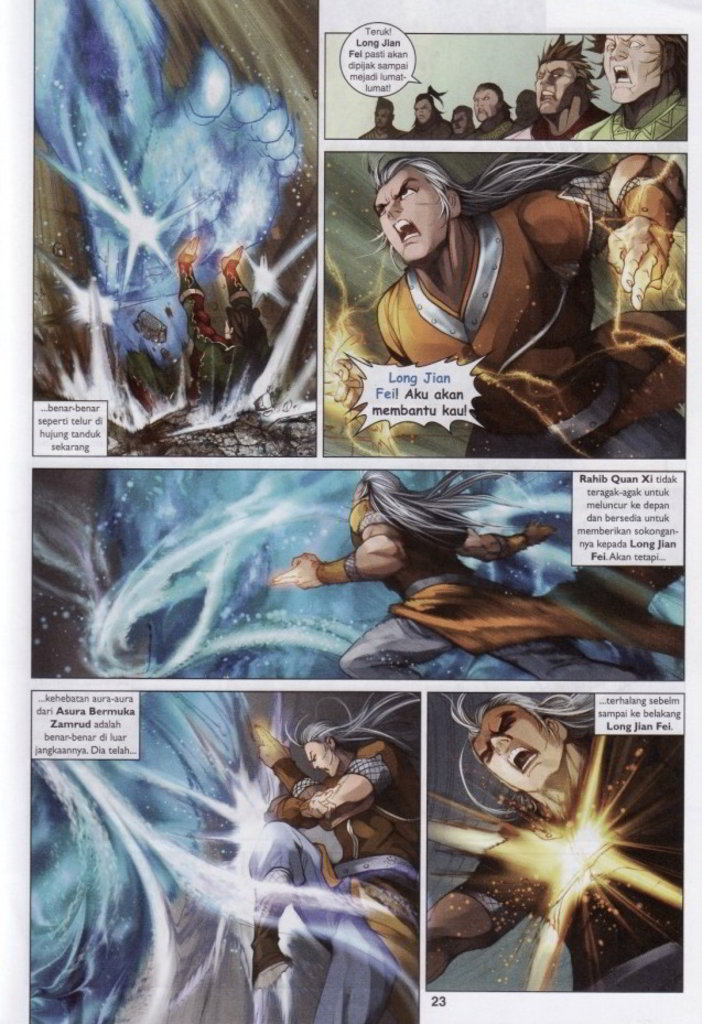 ...benar-benar
seperti telur di
hujung tanduk
sekarang
Teruk!
Long Jian
Fei pasti akan
dipijak sampai
mejadi lumat-
lumat!
Long Jian
Fei! Aku akan
membantu kau!
Rahib Quan Xi tidak
teragak-agak untuk
meluncur ke depan
dan bersedia untuk
memberikan sokongan-
nya kepada Long Jian
Fei. Akan tetapi...
...kehebatan aura-aura
dari Asura Bermuka
Zamrud adalah
benar-benar di luar
jangkaannya. Dia telah...
...terhalang sebelm
sampai ke belakang
Long Jian Fei.
23